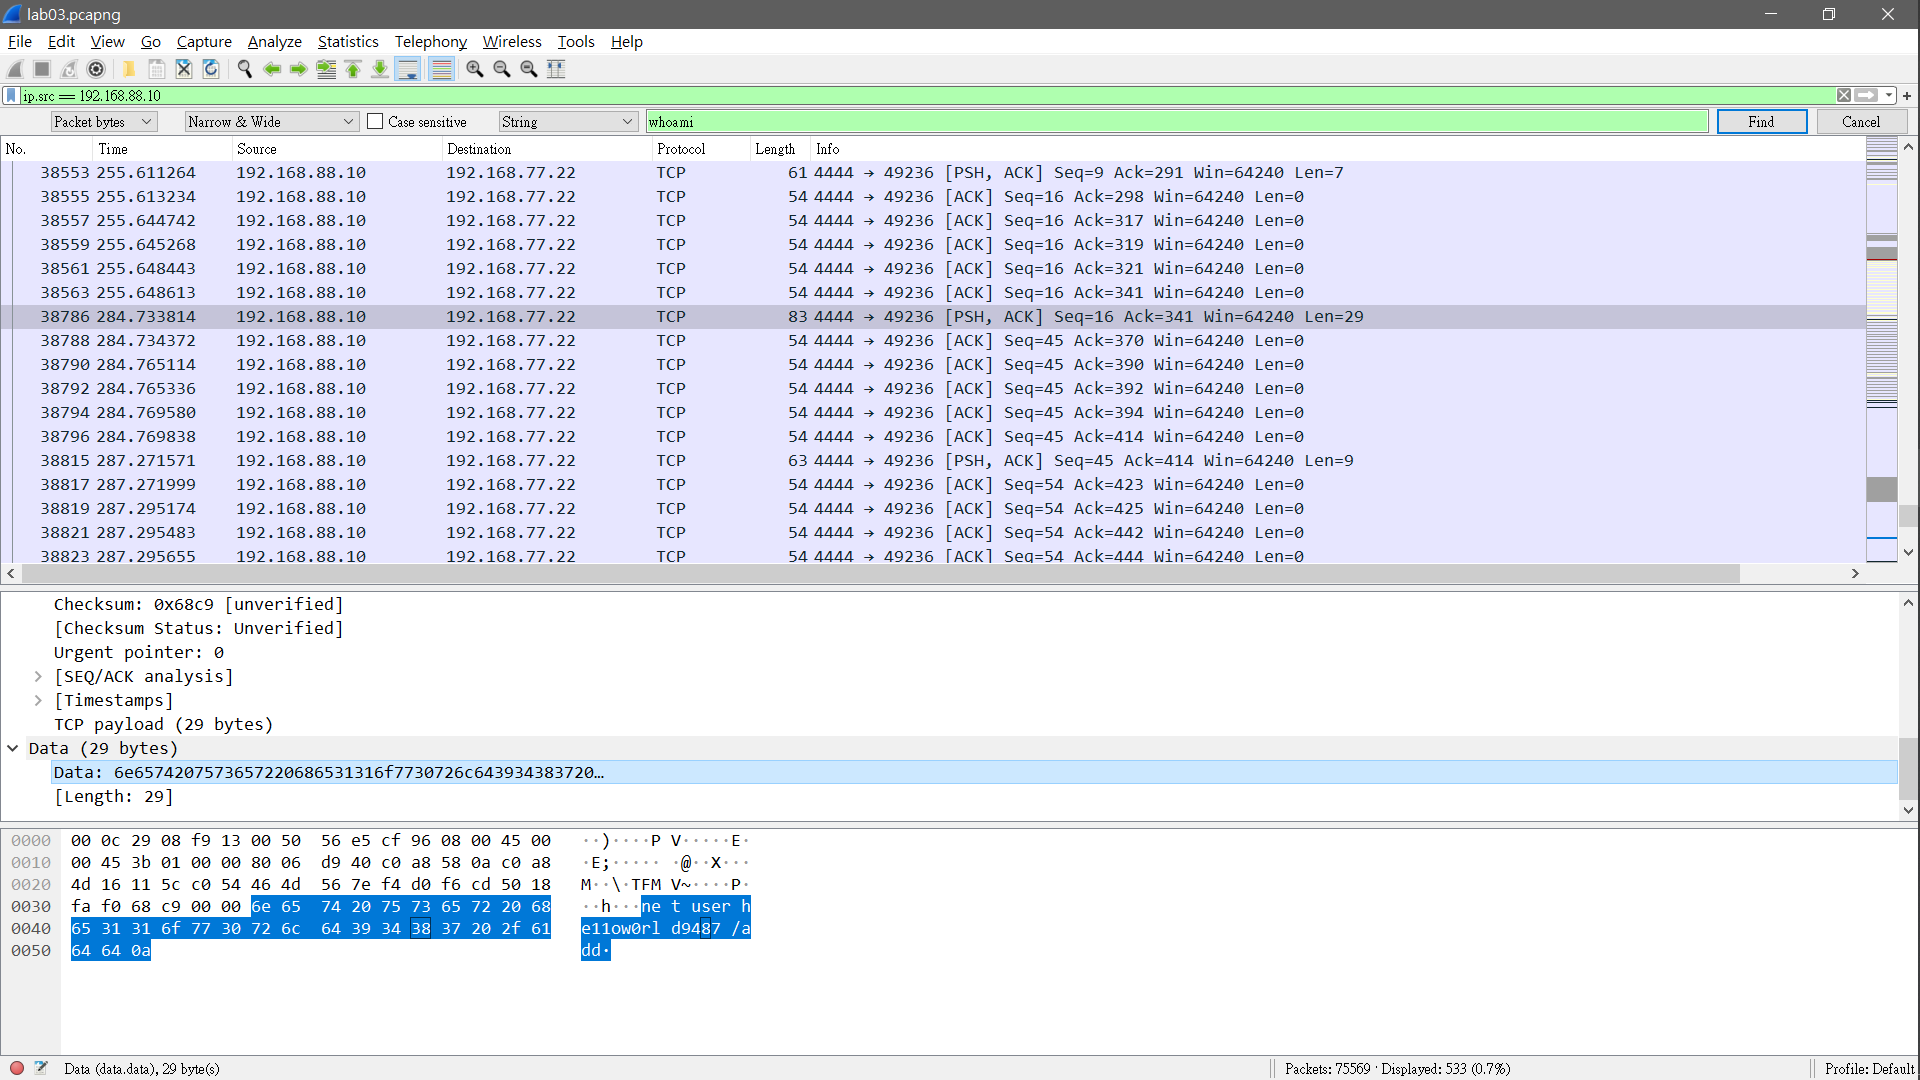 lab03.pcapng
File Edit View Go Capture Analyze Statistics Telephony Wireless Tools Help
ip.src == 192.168.88.10
Packet bytes Narrow & Wide Case sensitive String whoami Find Cancel
No. Time Source Destination Protocol Length Info
38553 255.611264 192.168.88.10 192.168.77.22 TCP 61 4444 → 49236 [PSH, ACK] Seq=9 Ack=291 Win=64240 Len=7
38555 255.613234 192.168.88.10 192.168.77.22 TCP 54 4444 → 49236 [ACK] Seq=16 Ack=298 Win=64240 Len=0
38557 255.644742 192.168.88.10 192.168.77.22 TCP 54 4444 → 49236 [ACK] Seq=16 Ack=317 Win=64240 Len=0
38559 255.645268 192.168.88.10 192.168.77.22 TCP 54 4444 → 49236 [ACK] Seq=16 Ack=319 Win=64240 Len=0
38561 255.648443 192.168.88.10 192.168.77.22 TCP 54 4444 → 49236 [ACK] Seq=16 Ack=321 Win=64240 Len=0
38563 255.648613 192.168.88.10 192.168.77.22 TCP 54 4444 → 49236 [ACK] Seq=16 Ack=341 Win=64240 Len=0
38786 284.733814 192.168.88.10 192.168.77.22 TCP 83 4444 → 49236 [PSH, ACK] Seq=16 Ack=341 Win=64240 Len=29
38788 284.734372 192.168.88.10 192.168.77.22 TCP 54 4444 → 49236 [ACK] Seq=45 Ack=370 Win=64240 Len=0
38790 284.765114 192.168.88.10 192.168.77.22 TCP 54 4444 → 49236 [ACK] Seq=45 Ack=390 Win=64240 Len=0
38792 284.765336 192.168.88.10 192.168.77.22 TCP 54 4444 → 49236 [ACK] Seq=45 Ack=392 Win=64240 Len=0
38794 284.769580 192.168.88.10 192.168.77.22 TCP 54 4444 → 49236 [ACK] Seq=45 Ack=394 Win=64240 Len=0
38796 284.769838 192.168.88.10 192.168.77.22 TCP 54 4444 → 49236 [ACK] Seq=45 Ack=414 Win=64240 Len=0
38815 287.271571 192.168.88.10 192.168.77.22 TCP 63 4444 → 49236 [PSH, ACK] Seq=45 Ack=414 Win=64240 Len=9
38817 287.271999 192.168.88.10 192.168.77.22 TCP 54 4444 → 49236 [ACK] Seq=54 Ack=423 Win=64240 Len=0
38819 287.295174 192.168.88.10 192.168.77.22 TCP 54 4444 → 49236 [ACK] Seq=54 Ack=425 Win=64240 Len=0
38821 287.295483 192.168.88.10 192.168.77.22 TCP 54 4444 → 49236 [ACK] Seq=54 Ack=442 Win=64240 Len=0
38823 287.295655 192.168.88.10 192.168.77.22 TCP 54 4444 → 49236 [ACK] Seq=54 Ack=444 Win=64240 Len=0
Checksum: 0x68c9 [unverified]
[Checksum Status: Unverified]
Urgent pointer: 0
[SEQ/ACK analysis]
[Timestamps]
TCP payload (29 bytes)
Data (29 bytes)
Data: 6e6574207573657220686531316f7730726c643934383720…
[Length: 29]
0000 00 0c 29 08 f9 13 00 50 56 e5 cf 96 08 00 45 00 ··)····P V·····E·
0010 00 45 3b 01 00 00 80 06 d9 40 c0 a8 58 0a c0 a8 ·E;····· ·@··X···
0020 4d 16 11 5c c0 54 46 4d 56 7e f4 d0 f6 cd 50 18 M··\·TFM V~····P·
0030 fa f0 68 c9 00 00 6e 65 74 20 75 73 65 72 20 68 ··h···ne t user h
0040 65 31 31 6f 77 30 72 6c 64 39 34 38 37 20 2f 61 e11ow0rl d9487 /a
0050 64 64 0a dd·
Data (data.data), 29 byte(s) Packets: 75569 · Displayed: 533 (0.7%) Profile: Default